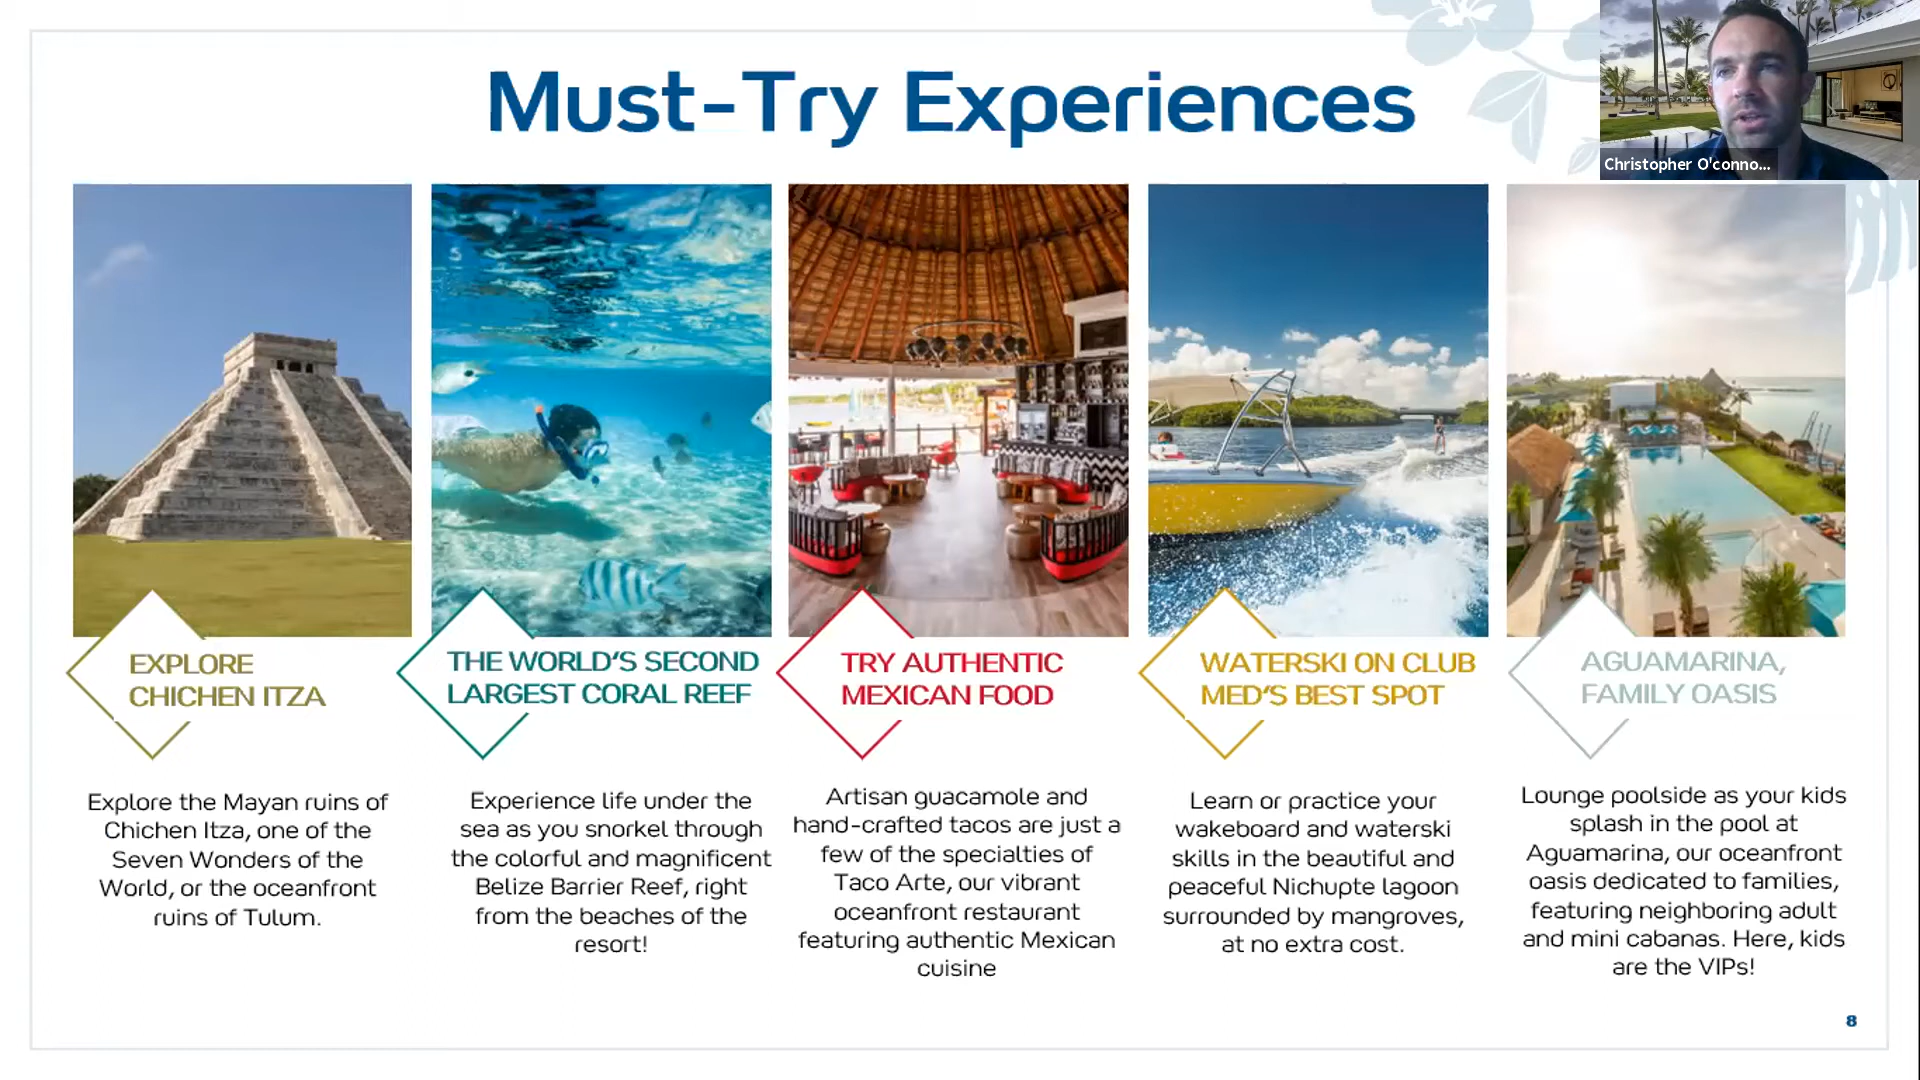 Must-Try Experiences
Christopher O'conno...
EXPLORE
CHICHEN ITZA
Explore the Mayan ruins of
Chichen Itza, one of the
Seven Wonders of the
World, or the oceanfront
ruins of Tulum.
THE WORLD'S SECOND
LARGEST CORAL REEF
Experience life under the
sea as you snorkel through
the colorful and magnificent
Belize Barrier Reef, right
from the beaches of the
resort!
TRY AUTHENTIC
MEXICAN FOOD
Artisan guacamole and
hand-crafted tacos are just a
few of the specialties of
Taco Arte, our vibrant
oceanfront restaurant
featuring authentic Mexican
cuisine
WATERSKI ON CLUB
MED'S BEST SPOT
Learn or practice your
wakeboard and waterski
skills in the beautiful and
peaceful Nichupte lagoon
surrounded by mangroves,
at no extra cost.
AGUAMARINA,
FAMILY OASIS
Lounge poolside as your kids
splash in the pool at
Aguamarina, our oceanfront
oasis dedicated to families,
featuring neighboring adult
and mini cabanas. Here, kids
are the VIPs!
8